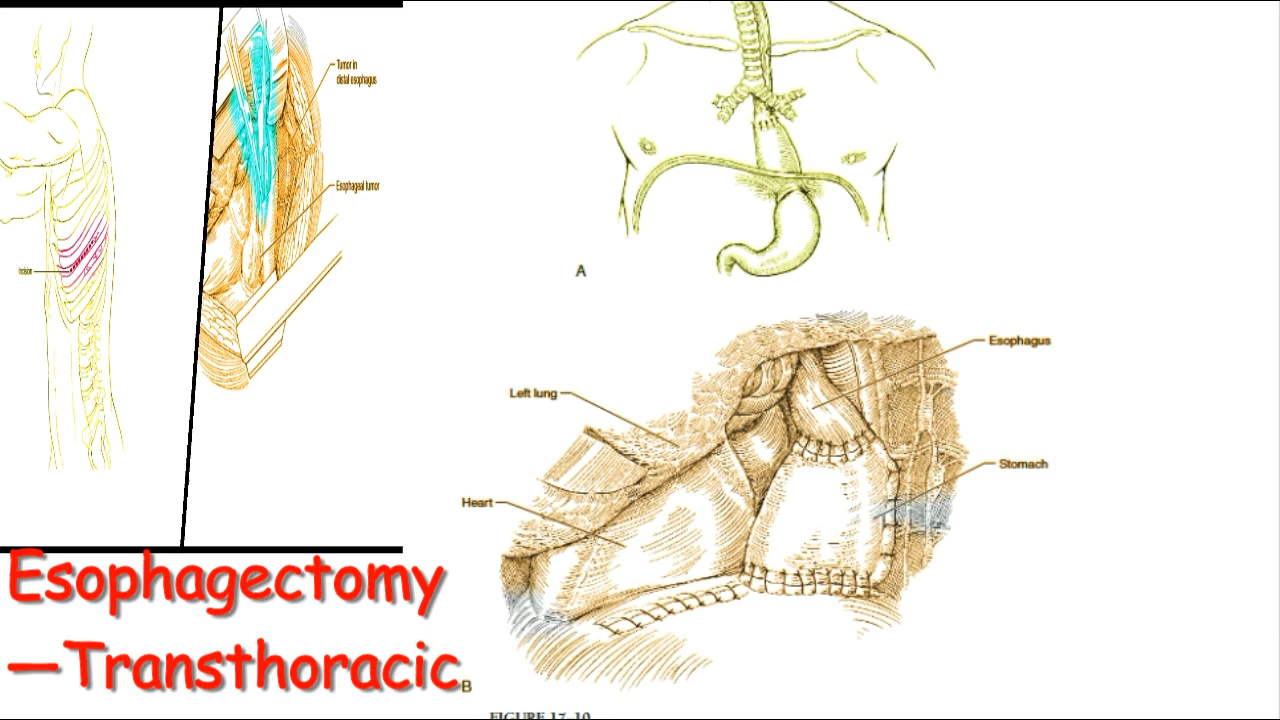 Tumor in
distal esophagus
Esophageal tumor
Incision
A
Esophagus
Left lung
Stomach
Heart
Esophagectomy
—Transthoracic
B
FIGURE 17-10